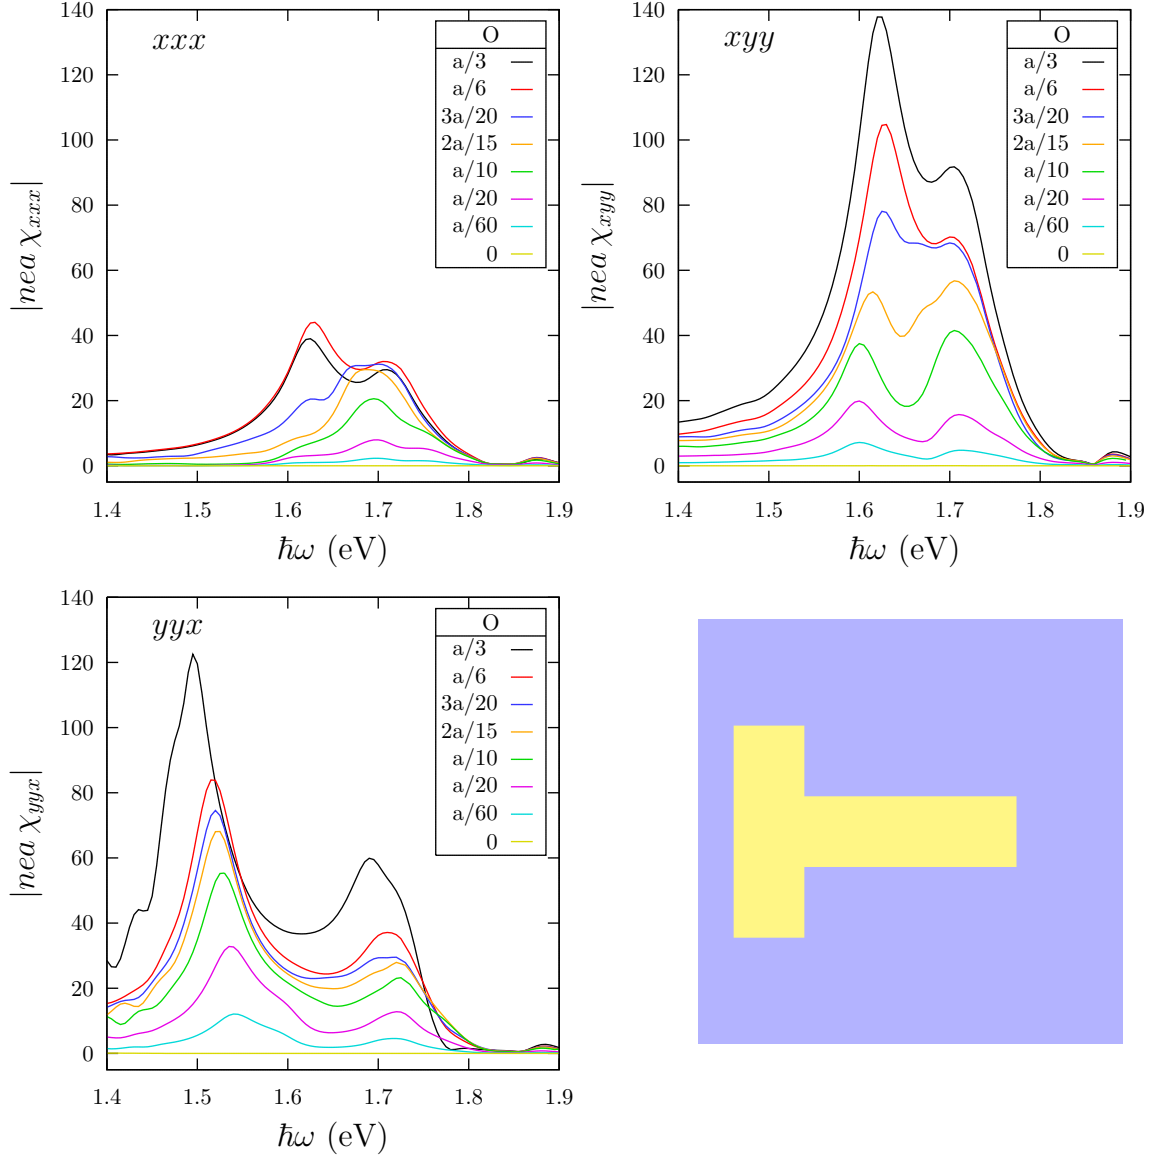 xxx
O
a/3
a/6
3a/20
2a/15
a/10
a/20
a/60
0
|nea χxxx|
140
120
100
80
60
40
20
0
1.4 1.5 1.6 1.7 1.8 1.9
ħω (eV)
xyy
O
a/3
a/6
3a/20
2a/15
a/10
a/20
a/60
0
|nea χxyy|
140
120
100
80
60
40
20
0
1.4 1.5 1.6 1.7 1.8 1.9
ħω (eV)
yyx
O
a/3
a/6
3a/20
2a/15
a/10
a/20
a/60
0
|nea χyyx|
140
120
100
80
60
40
20
0
1.4 1.5 1.6 1.7 1.8 1.9
ħω (eV)